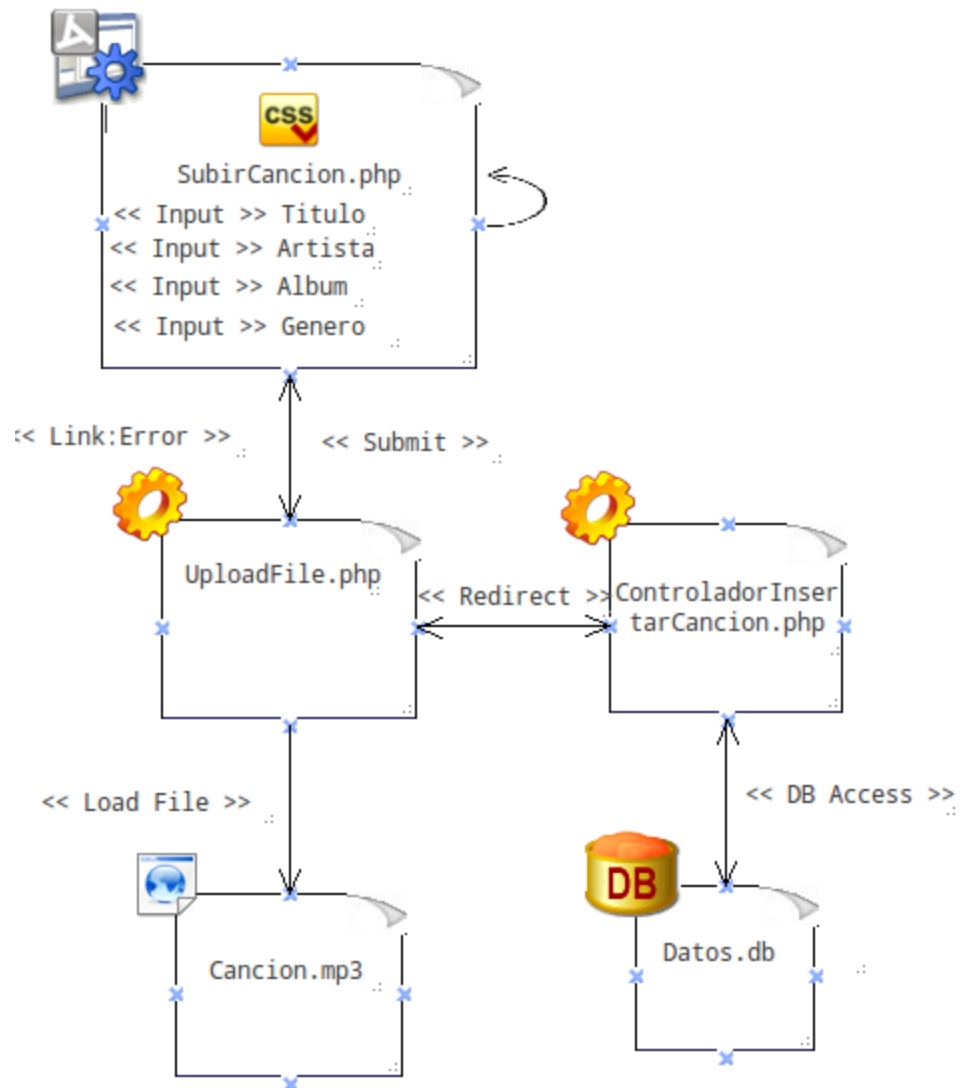 CSS
SubirCancion.php
<< Input >> Titulo
<< Input >> Artista
<< Input >> Album
<< Input >> Genero
<< Link:Error >>
<< Submit >>
UploadFile.php
<< Redirect >>
ControladorInser
tarCancion.php
<< Load File >>
<< DB Access >>
DB
Cancion.mp3
Datos.db